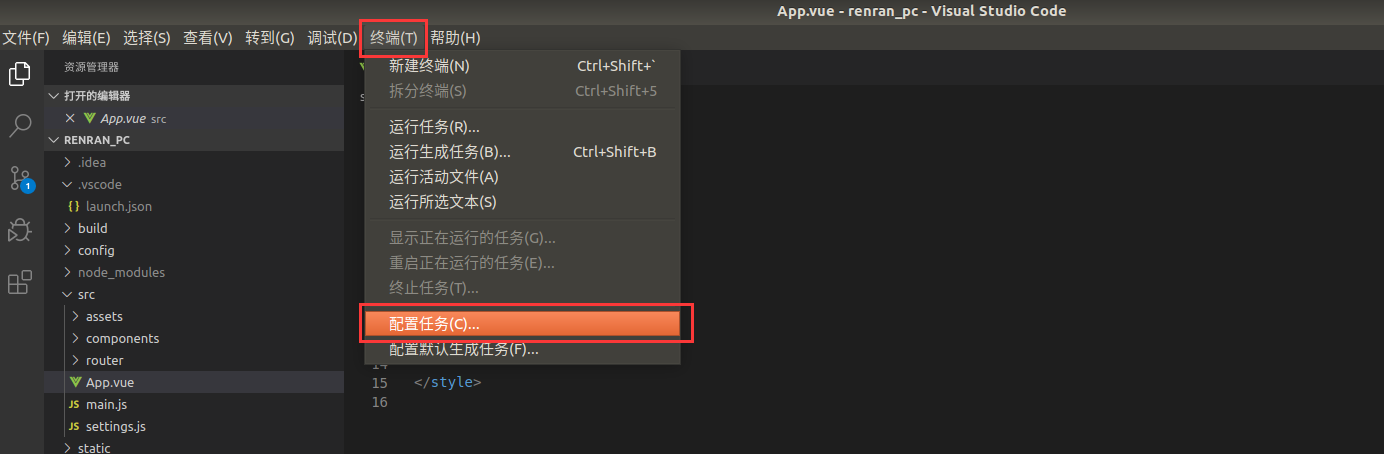 App.vue - renran_pc - Visual Studio Code
文件(F) 编辑(E) 选择(S) 查看(V) 转到(G) 调试(D) 终端(T) 帮助(H)
资源管理器
打开的编辑器
App.vue src
RENRAN_PC
.idea
.vscode
{ } launch.json
1
build
config
node_modules
src
assets
components
router
App.vue
JS main.js
JS settings.js
static
新建终端(N) Ctrl+Shift+`
拆分终端(S) Ctrl+Shift+5
运行任务(R)...
运行生成任务(B)... Ctrl+Shift+B
运行活动文件(A)
运行所选文本(S)
显示正在运行的任务(G)...
重启正在运行的任务(E)...
终止任务(T)...
配置任务(C)...
配置默认生成任务(F)...
14
15 </style>
16